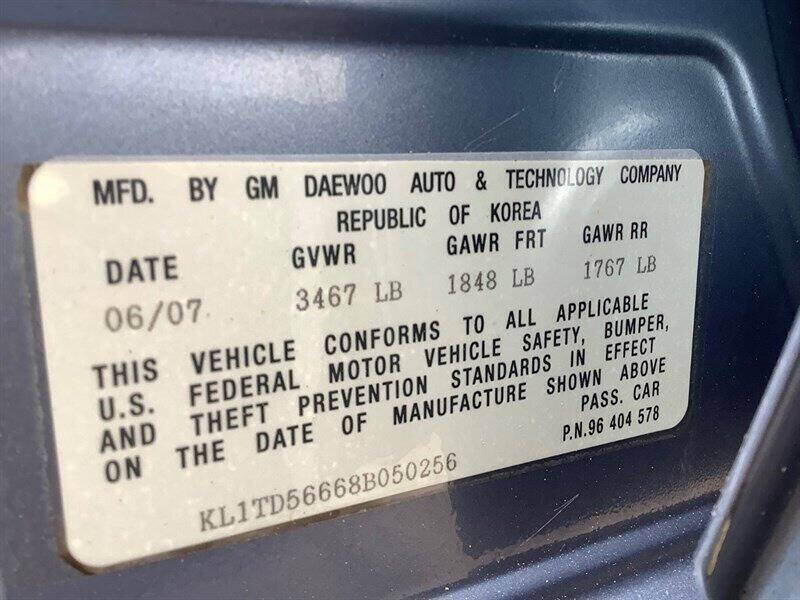 MFD. BY GM DAEWOO AUTO & TECHNOLOGY COMPANY
REPUBLIC OF KOREA
DATE GVWR GAWR FRT GAWR RR
06/07 3467 LB 1848 LB 1767 LB
THIS VEHICLE CONFORMS TO ALL APPLICABLE
U.S. FEDERAL MOTOR VEHICLE SAFETY, BUMPER,
AND THEFT PREVENTION STANDARDS IN EFFECT
ON THE DATE OF MANUFACTURE SHOWN ABOVE
PASS. CAR
P.N.96 404 578
KL1TD56668B050256